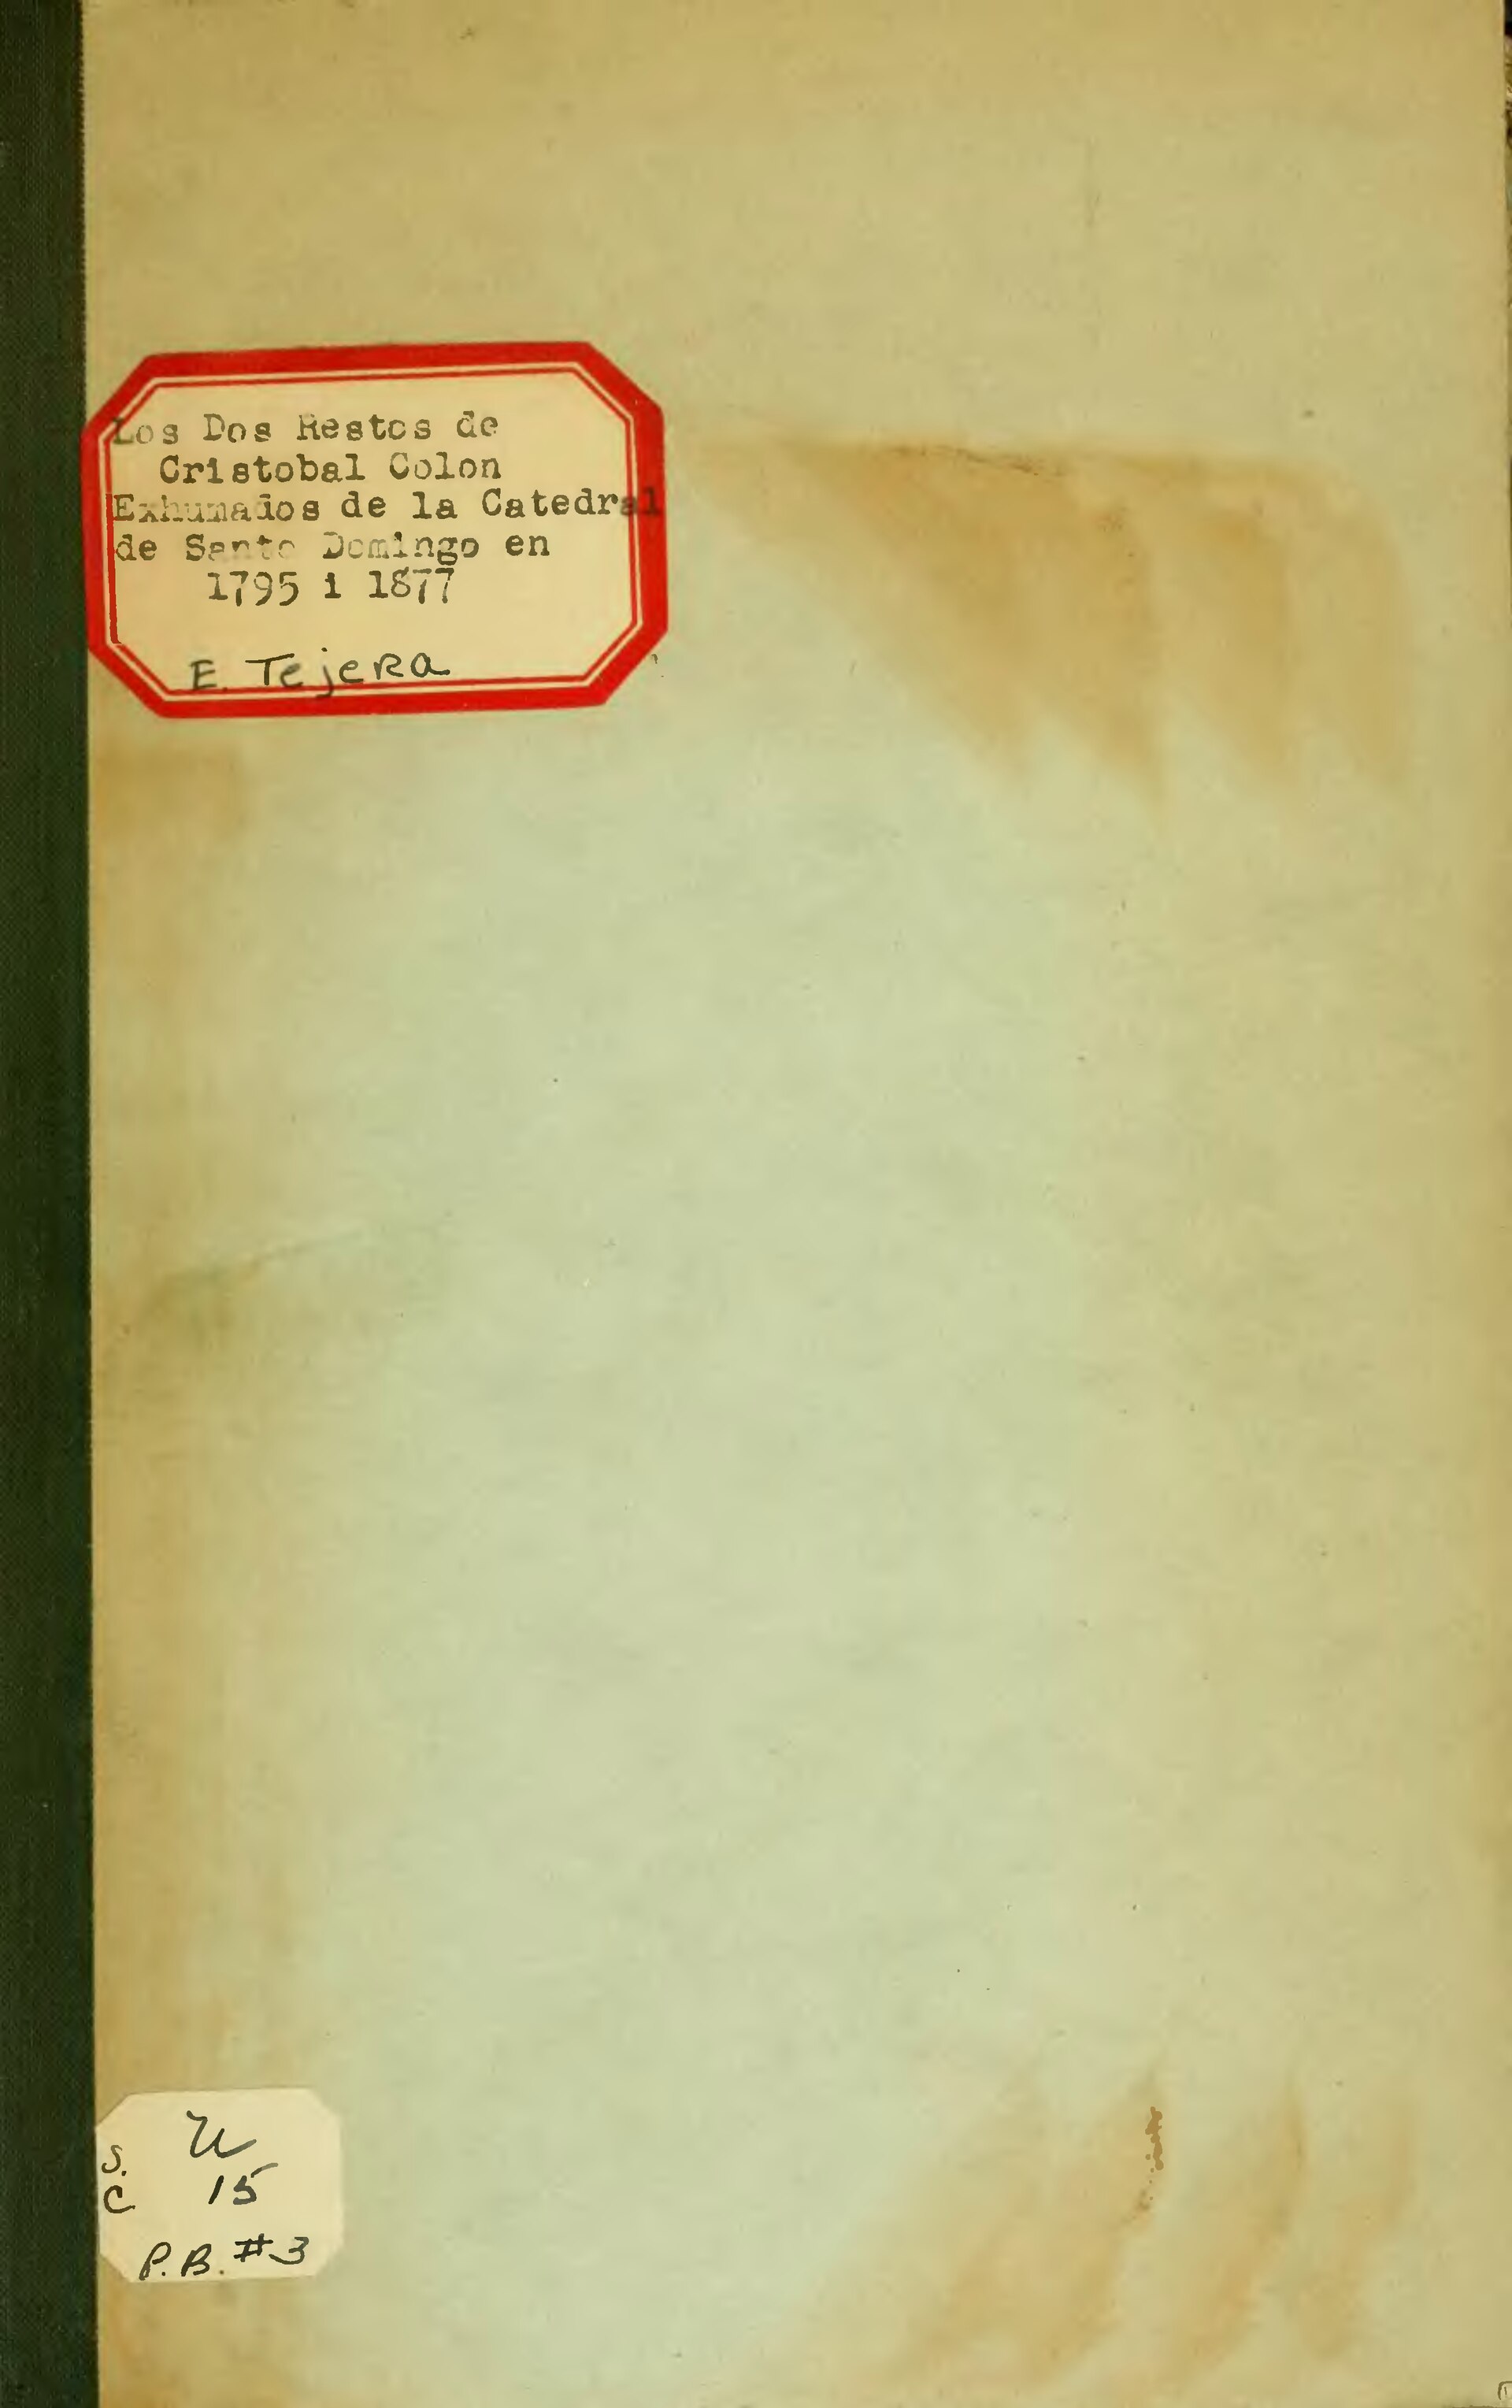 Los Dos Restos de
Cristobal Colon
Exhumados de la Catedral
de Santo Domingo en
1795 i 1877
E. Tejera
S. U
C 15
P.B. #3